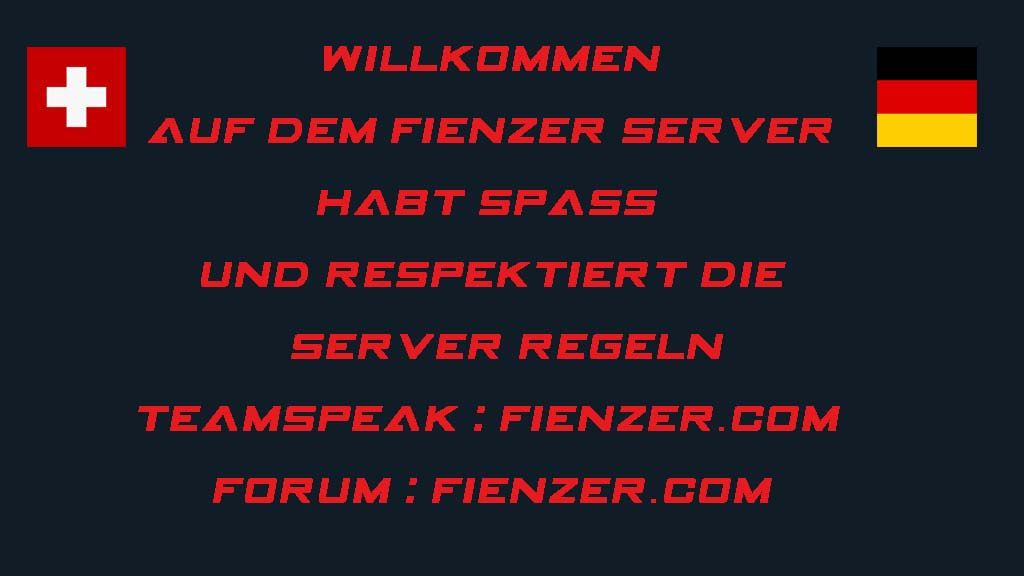 WILLKOMMEN
AUF DEM FIENZER SERVER
HABT SPASS
UND RESPEKTIERT DIE
SERVER REGELN
TEAMSPEAK : FIENZER.COM
FORUM : FIENZER.COM